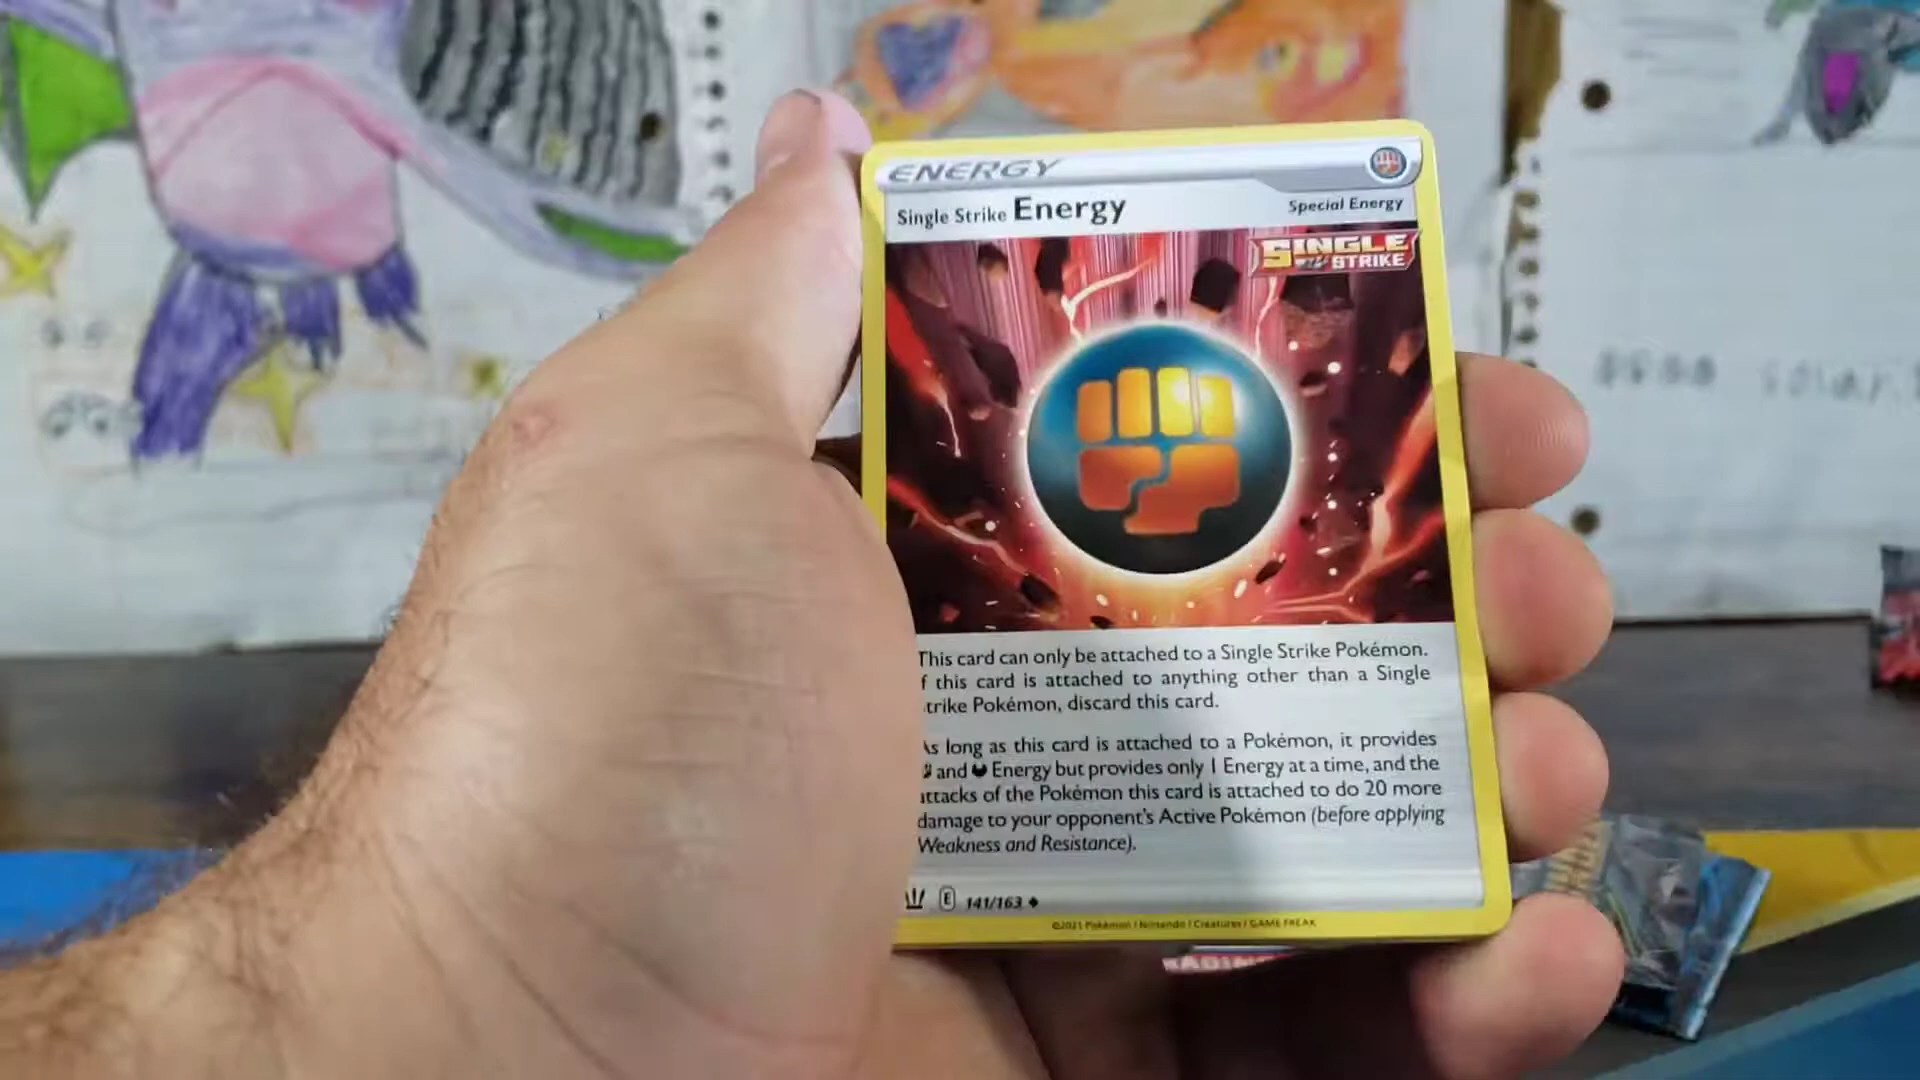 ENERGY
Single Strike Energy
Special Energy
SINGLE
STRIKE
This card can only be attached to a Single Strike Pokémon.
f this card is attached to anything other than a Single
trike Pokémon, discard this card.
As long as this card is attached to a Pokémon, it provides
and Energy but provides only 1 Energy at a time, and the
attacks of the Pokémon this card is attached to do 20 more
damage to your opponent's Active Pokémon (before applying
Weakness and Resistance).
E 141/163
©2021 Pokémon / Nintendo / Creatures / GAME FREAK